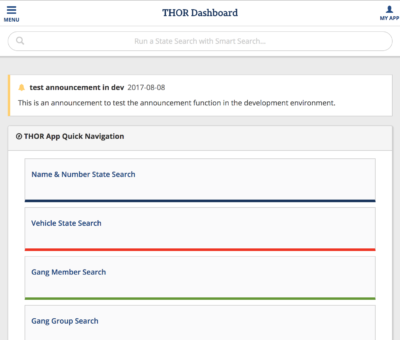 THOR Dashboard
MENU
MY APP
Run a State Search with Smart Search...
test announcement in dev 2017-08-08
This is an announcement to test the announcement function in the development environment.
THOR App Quick Navigation
Name & Number State Search
Vehicle State Search
Gang Member Search
Gang Group Search